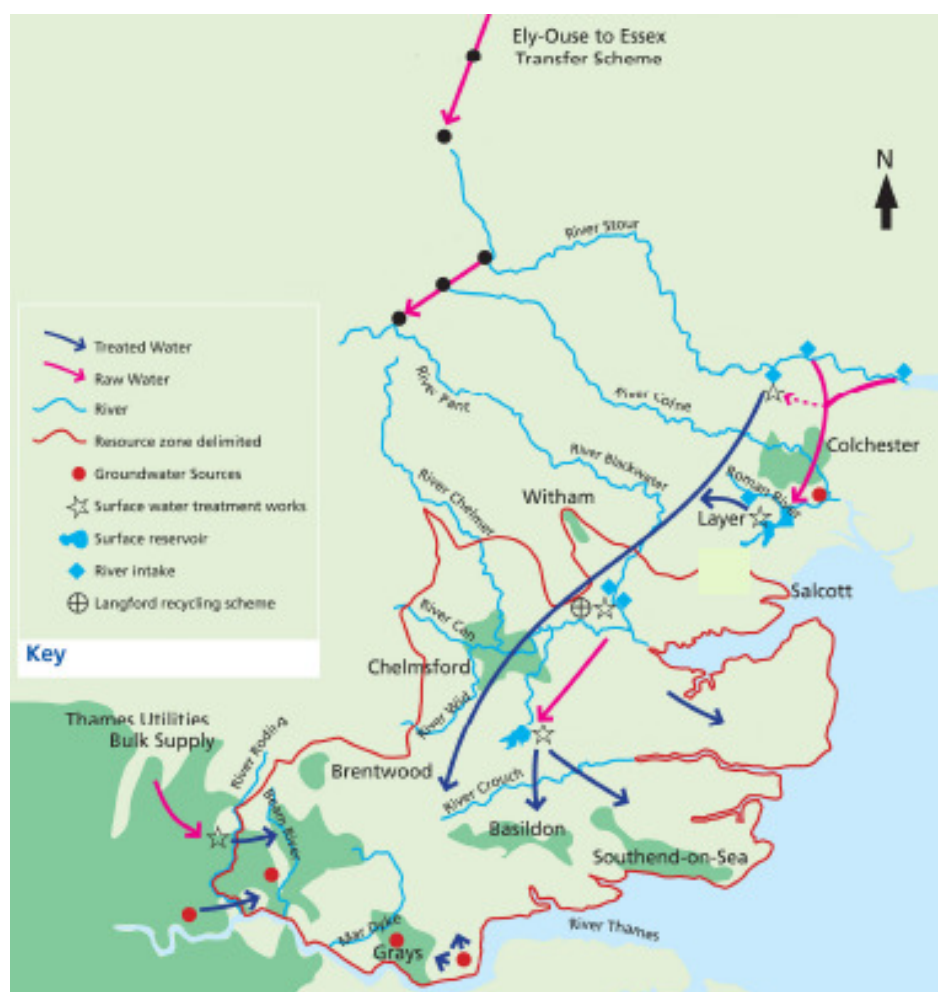 Ely-Ouse to Essex
Transfer Scheme
N
River Stour
Treated Water
Raw Water
River
Resource zone delimited
Groundwater Sources
Surface water treatment works
Surface reservoir
River intake
Langford recycling scheme
Key
River Pant
River Colne
Colchester
River Blackwater
Roman River
River Chelmer
Witham
Layer
Salcott
River Can
Chelmsford
River Wid
Thames Utilities
Bulk Supply
River Roding
Brentwood
River Crouch
Beam River
Basildon
Southend-on-Sea
Mar Dyke
Grays
River Thames